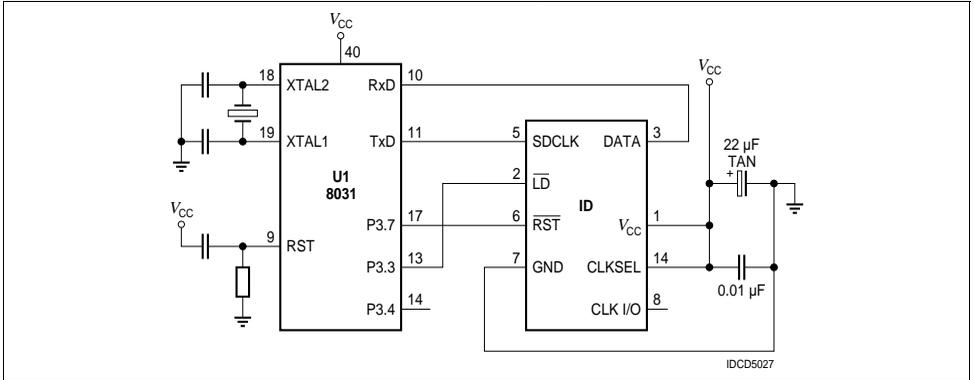 VCC
40
18
XTAL2
RxD
10
19
XTAL1
TxD
11
U1
8031
VCC
9
RST
P3.7
17
P3.3
13
P3.4
14
5
SDCLK
DATA
3
2
LD
ID
6
RST
VCC
1
7
GND
CLKSEL
14
CLK I/O
8
VCC
22 µF
TAN
+
0.01 µF
IDCD5027